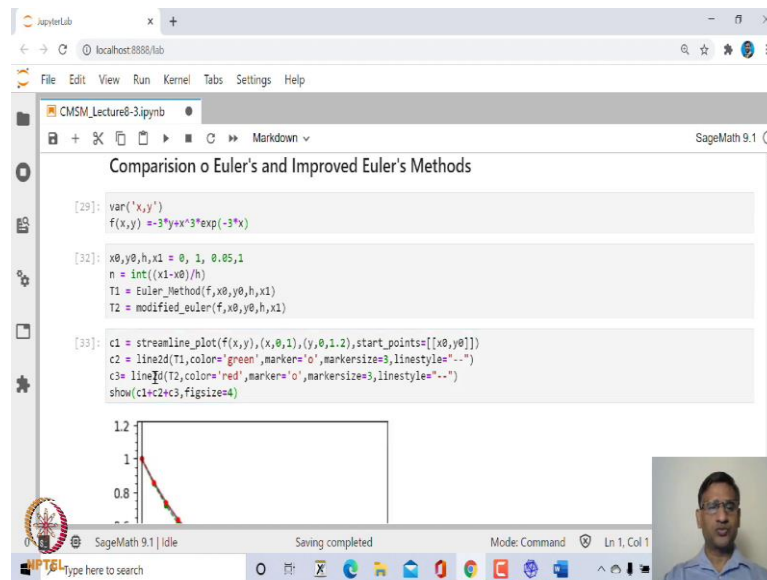 JupyterLab
localhost:8888/lab
File Edit View Run Kernel Tabs Settings Help
CMSM_Lecture8-3.ipynb
Markdown
SageMath 9.1
Comparision o Euler's and Improved Euler's Methods
[29]: var('x,y')
f(x,y) =-3*y+x^3*exp(-3*x)
[32]: x0,y0,h,x1 = 0, 1, 0.05,1
n = int((x1-x0)/h)
T1 = Euler_Method(f,x0,y0,h,x1)
T2 = modified_euler(f,x0,y0,h,x1)
[33]: c1 = streamline_plot(f(x,y),(x,0,1),(y,0,1.2),start_points=[[x0,y0]])
c2 = line2d(T1,color='green',marker='o',markersize=3,linestyle="--")
c3= line2d(T2,color='red',marker='o',markersize=3,linestyle="--")
show(c1+c2+c3,figsize=4)
1.2
1
0.8
SageMath 9.1 | Idle Saving completed Mode: Command Ln 1, Col 1
NPTEL
Type here to search